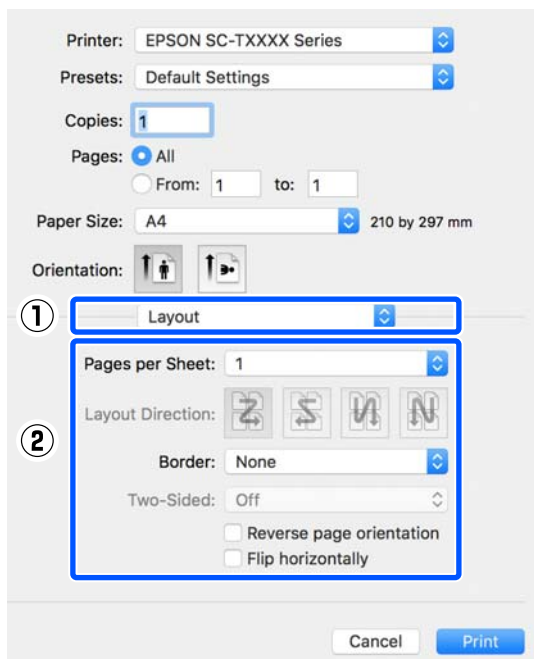 Printer: EPSON SC-TXXXX Series
Presets: Default Settings
Copies: 1
Pages: All
From: 1 to: 1
Paper Size: A4 210 by 297 mm
Orientation:
① Layout
Pages per Sheet: 1
②
Layout Direction:
Border: None
Two-Sided: Off
Reverse page orientation
Flip horizontally
Cancel Print